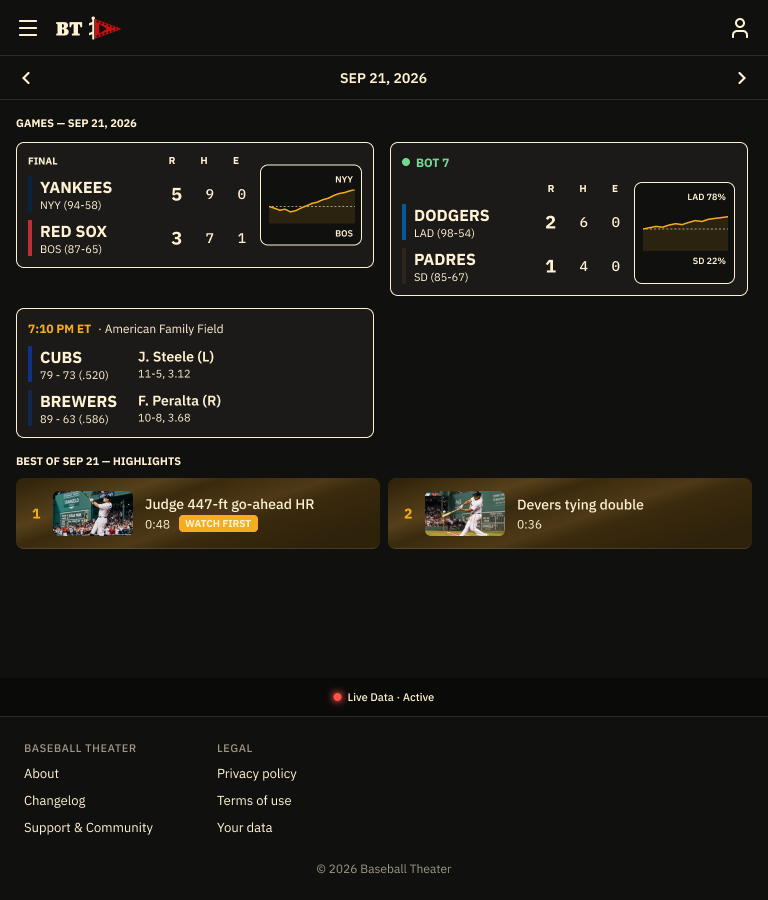 BT
SEP 21, 2026
GAMES — SEP 21, 2026
FINAL R H E
YANKEES 5 9 0
NYY (94-58)
RED SOX 3 7 1
BOS (87-65)
NYY
BOS
BOT 7
R H E
DODGERS 2 6 0
LAD (98-54)
PADRES 1 4 0
SD (85-67)
LAD 78%
SD 22%
7:10 PM ET · American Family Field
CUBS J. Steele (L)
79 - 73 (.520) 11-5, 3.12
BREWERS F. Peralta (R)
89 - 63 (.586) 10-8, 3.68
BEST OF SEP 21 — HIGHLIGHTS
1 Judge 447-ft go-ahead HR
0:48 WATCH FIRST
2 Devers tying double
0:36
Live Data · Active
BASEBALL THEATER LEGAL
About Privacy policy
Changelog Terms of use
Support & Community Your data
© 2026 Baseball Theater